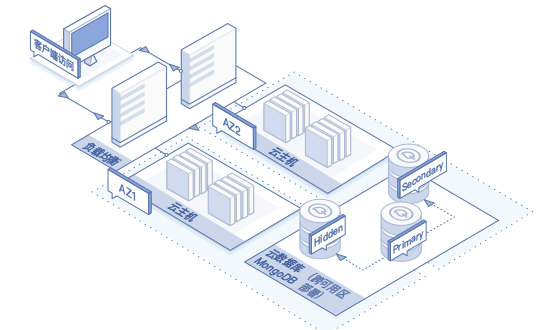 客户端访问
负载均衡
AZ2
云主机
AZ1
云主机
Secondary
Hidden
Primary
云数据库
MongoDB
(跨可用区
部署)